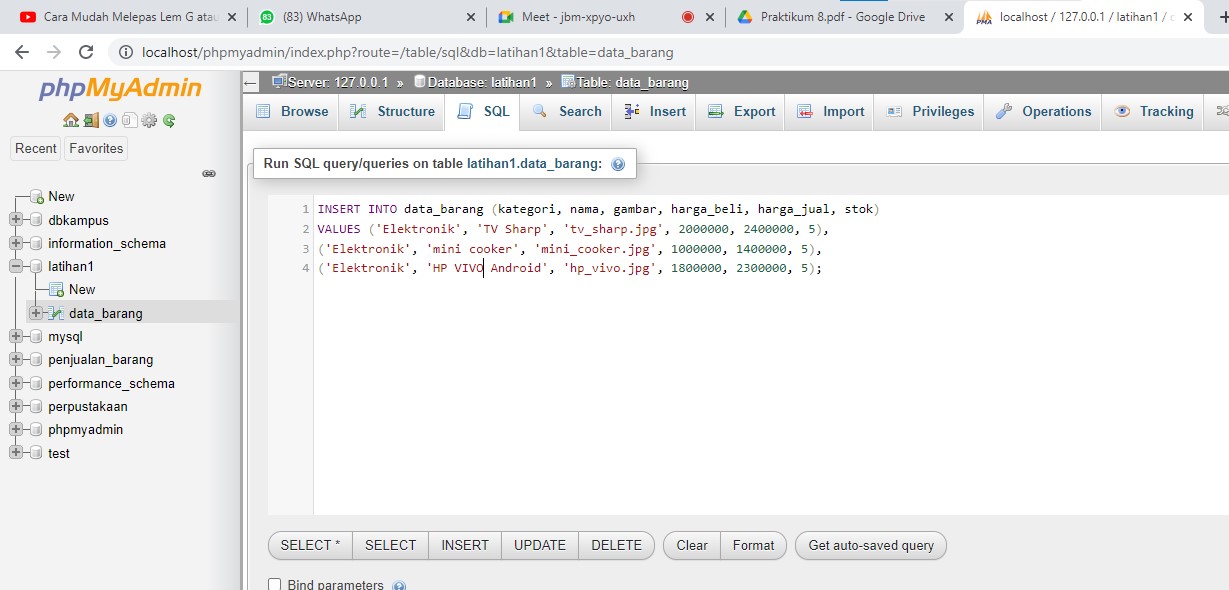 Cara Mudah Melepas Lem G atau
(83) WhatsApp
Meet - jbm-xpyo-uxh
Praktikum 8.pdf - Google Drive
localhost / 127.0.0.1 / latihan1 /
localhost/phpmyadmin/index.php?route=/table/sql&db=latihan1&table=data_barang
phpMyAdmin
Recent
Favorites
New
dbkampus
information_schema
latihan1
New
data_barang
mysql
penjualan_barang
performance_schema
perpustakaan
phpmyadmin
test
Server: 127.0.0.1 » Database: latihan1 » Table: data_barang
Browse
Structure
SQL
Search
Insert
Export
Import
Privileges
Operations
Tracking
Run SQL query/queries on table latihan1.data_barang:
1 INSERT INTO data_barang (kategori, nama, gambar, harga_beli, harga_jual, stok)
2 VALUES ('Elektronik', 'TV Sharp', 'tv_sharp.jpg', 2000000, 2400000, 5),
3 ('Elektronik', 'mini cooker', 'mini_cooker.jpg', 1000000, 1400000, 5),
4 ('Elektronik', 'HP VIVO Android', 'hp_vivo.jpg', 1800000, 2300000, 5);
SELECT *
SELECT
INSERT
UPDATE
DELETE
Clear
Format
Get auto-saved query
Bind parameters